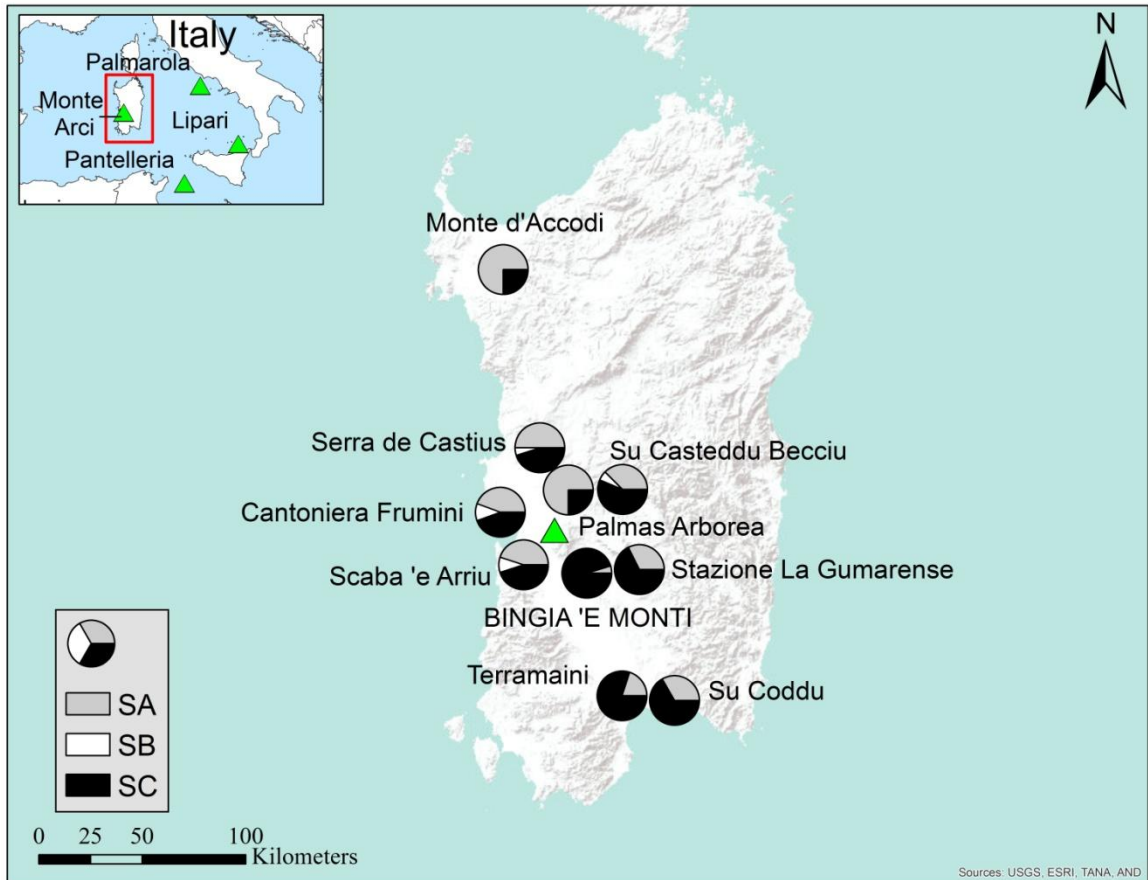 Italy
Palmarola
Monte
Arci
Lipari
Pantelleria
N
Monte d'Accodi
Serra de Castius
Su Casteddu Becciu
Cantoniera Frumini
Palmas Arborea
Scaba 'e Arriu
Stazione La Gumarense
BINGIA 'E MONTI
Terramaini
Su Coddu
SA
SB
SC
0 25 50 100
Kilometers
Sources: USGS, ESRI, TANA, AND